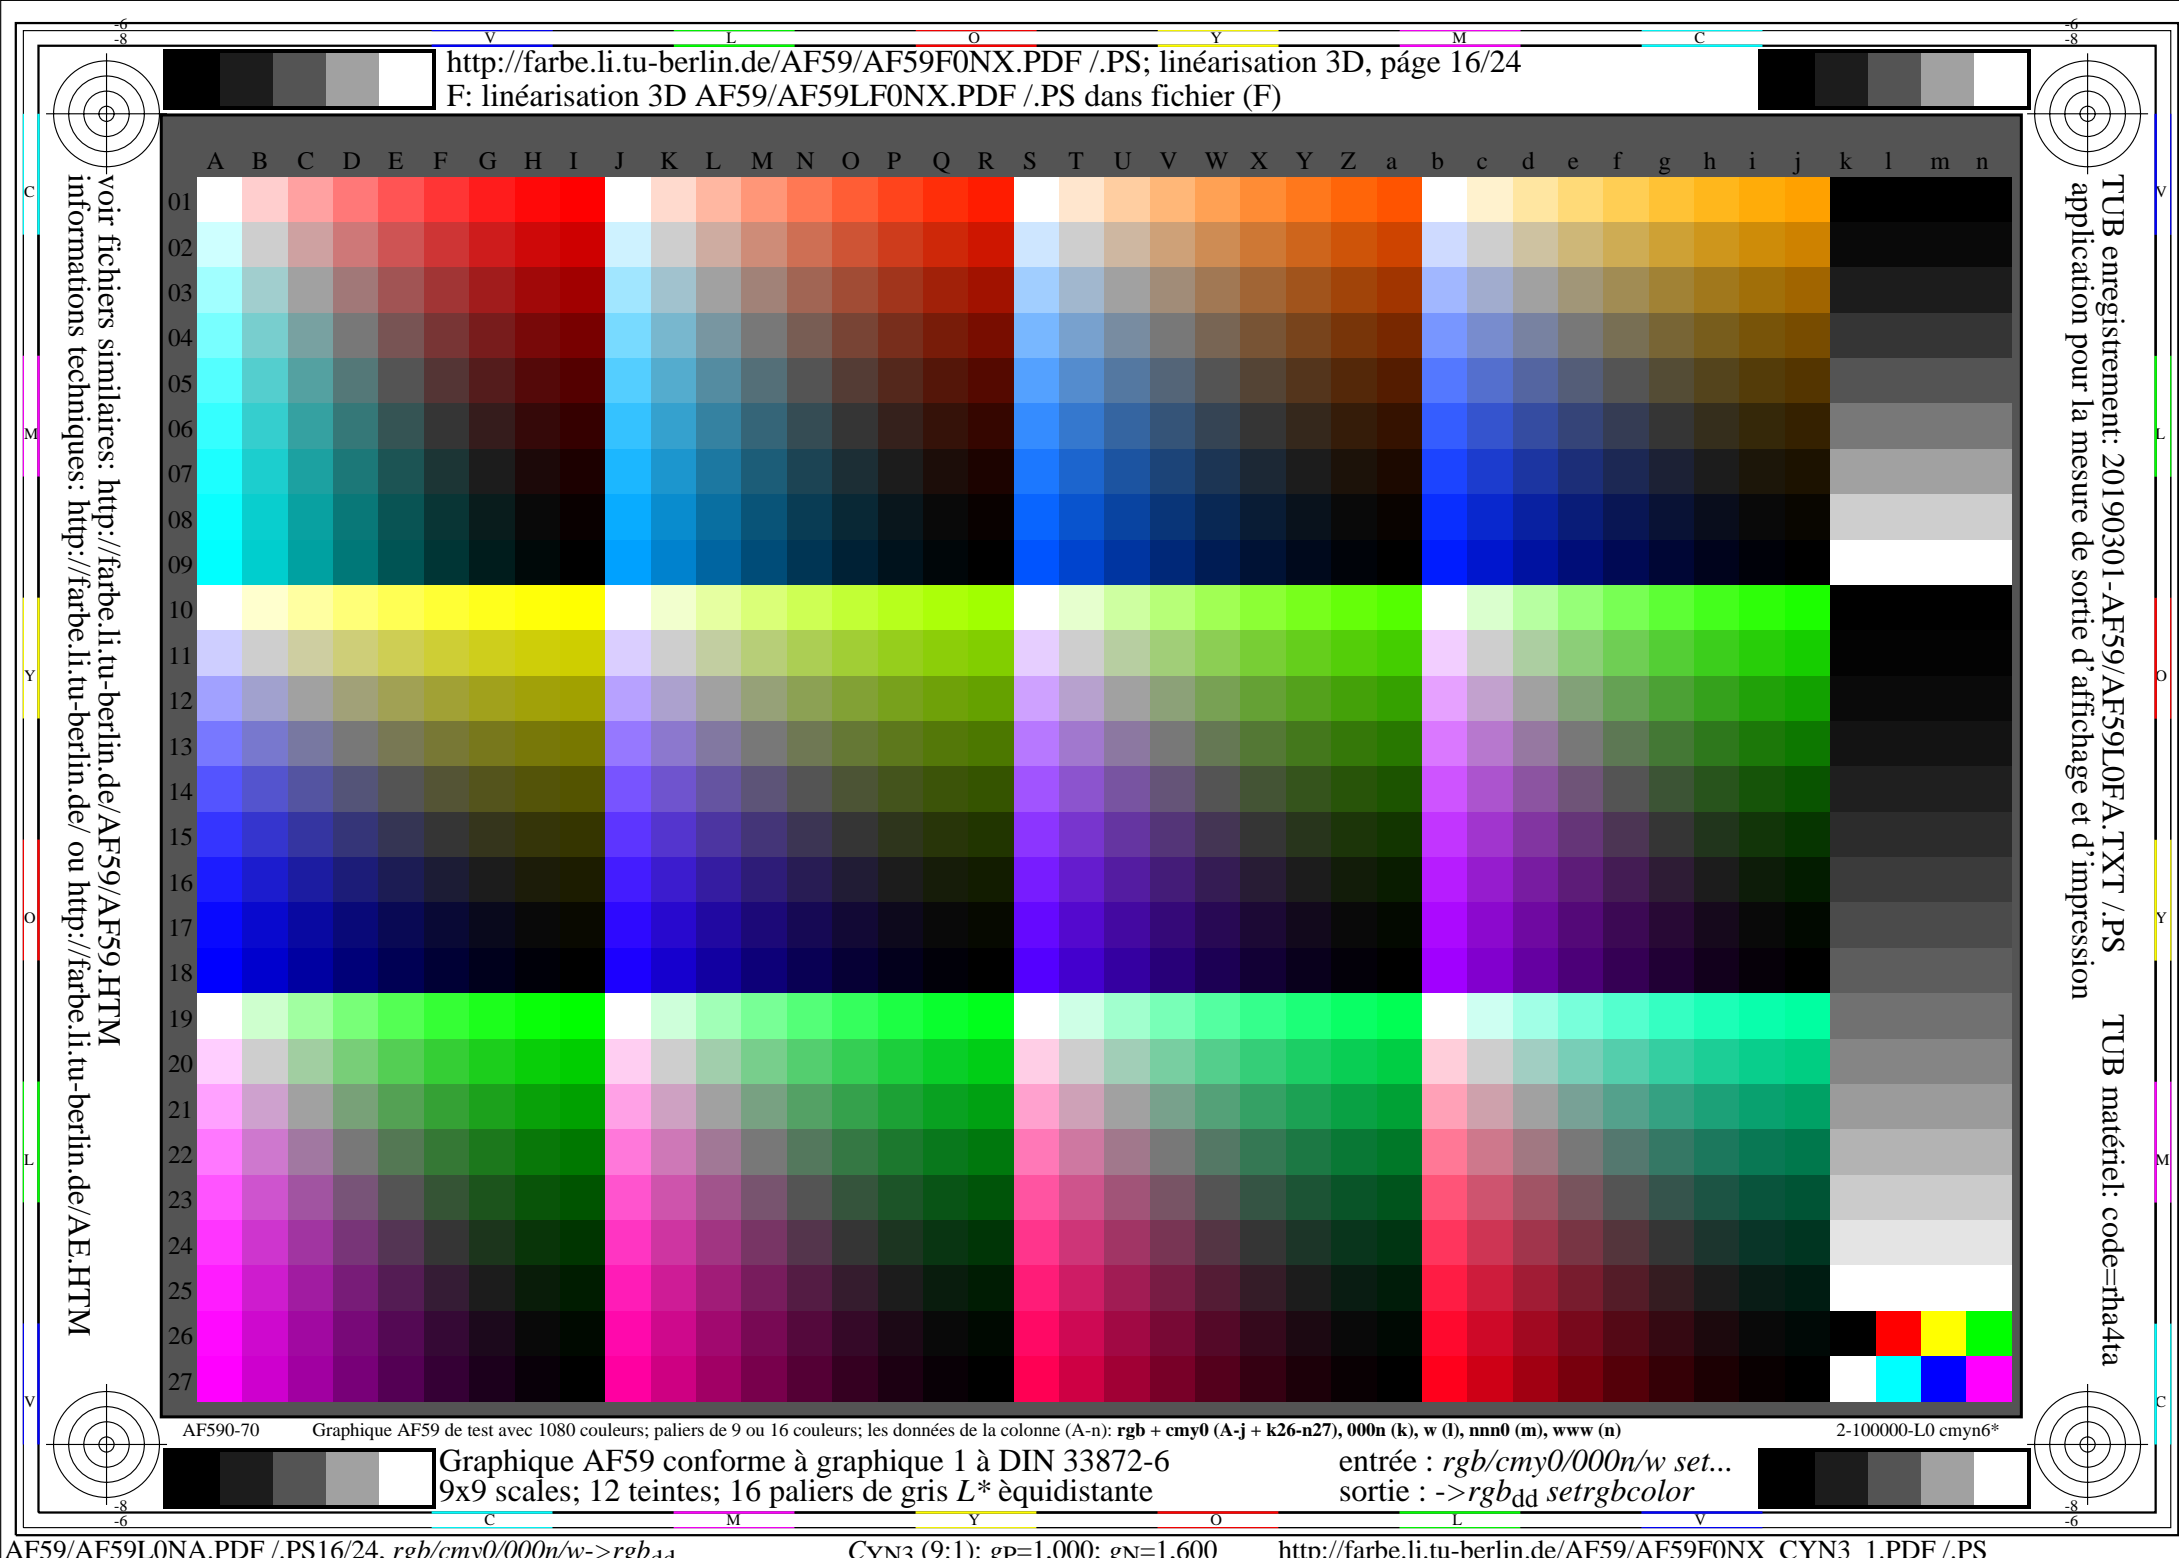 -6 -6
-8 -8
V L O Y M C
http://farbe.li.tu-berlin.de/AF59/AF59F0NX.PDF /.PS; linéarisation 3D, páge 16/24
F: linéarisation 3D AF59/AF59LF0NX.PDF /.PS dans fichier (F)
A B C D E F G H I J K L M N O P Q R S T U V W X Y Z a b c d e f g h i j k l m n
01
02
03
04
05
06
07
08
09
10
11
12
13
14
15
16
17
18
19
20
21
22
23
24
25
26
27
C
M
Y
O
L
V
voir fichiers similaires: http://farbe.li.tu-berlin.de/AF59/AF59.HTM
informations techniques: http://farbe.li.tu-berlin.de/ ou http://farbe.li.tu-berlin.de/AE.HTM
TUB enregistrement: 20190301-AF59/AF59L0FA.TXT /.PS TUB matériel: code=rha4ta
application pour la mesure de sortie d'affichage et d'impression
V
L
O
Y
M
C
AF590-70 Graphique AF59 de test avec 1080 couleurs; paliers de 9 ou 16 couleurs; les données de la colonne (A-n): rgb + cmy0 (A-j + k26-n27), 000n (k), w (l), nnn0 (m), www (n) 2-100000-L0 cmyn6*
Graphique AF59 conforme à graphique 1 à DIN 33872-6 entrée : rgb/cmy0/000n/w set...
9x9 scales; 12 teintes; 16 paliers de gris L* èquidistante sortie : ->rgbdd setrgbcolor
-8 -8
-6 -6
C M Y O L V
AF59/AF59L0NA.PDF /.PS16/24, rgb/cmy0/000n/w->rgbdd CYN3 (9:1): gP=1.000; gN=1.600 http://farbe.li.tu-berlin.de/AF59/AF59F0NX_CYN3_1.PDF /.PS